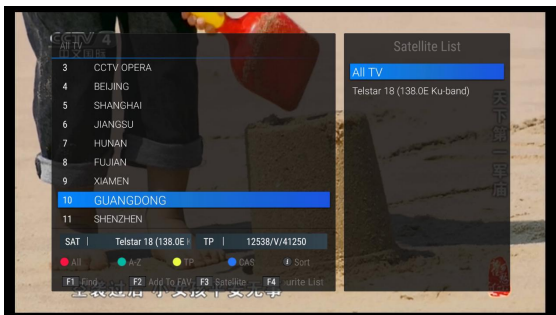 CCTV 4
All TV
中文国际
3 CCTV OPERA
4 BEIJING
5 SHANGHAI
6 JIANGSU
7 HUNAN
8 FUJIAN
9 XIAMEN
10 GUANGDONG
11 SHENZHEN
SAT | Telstar 18 (138.0E TP | 12538/V/41250
All A-Z TP CAS Sort
F1 Find F2 Add To FAV F3 Satellite F4 urite List
Satellite List
All TV
Telstar 18 (138.0E Ku-band)
天下第一军庙